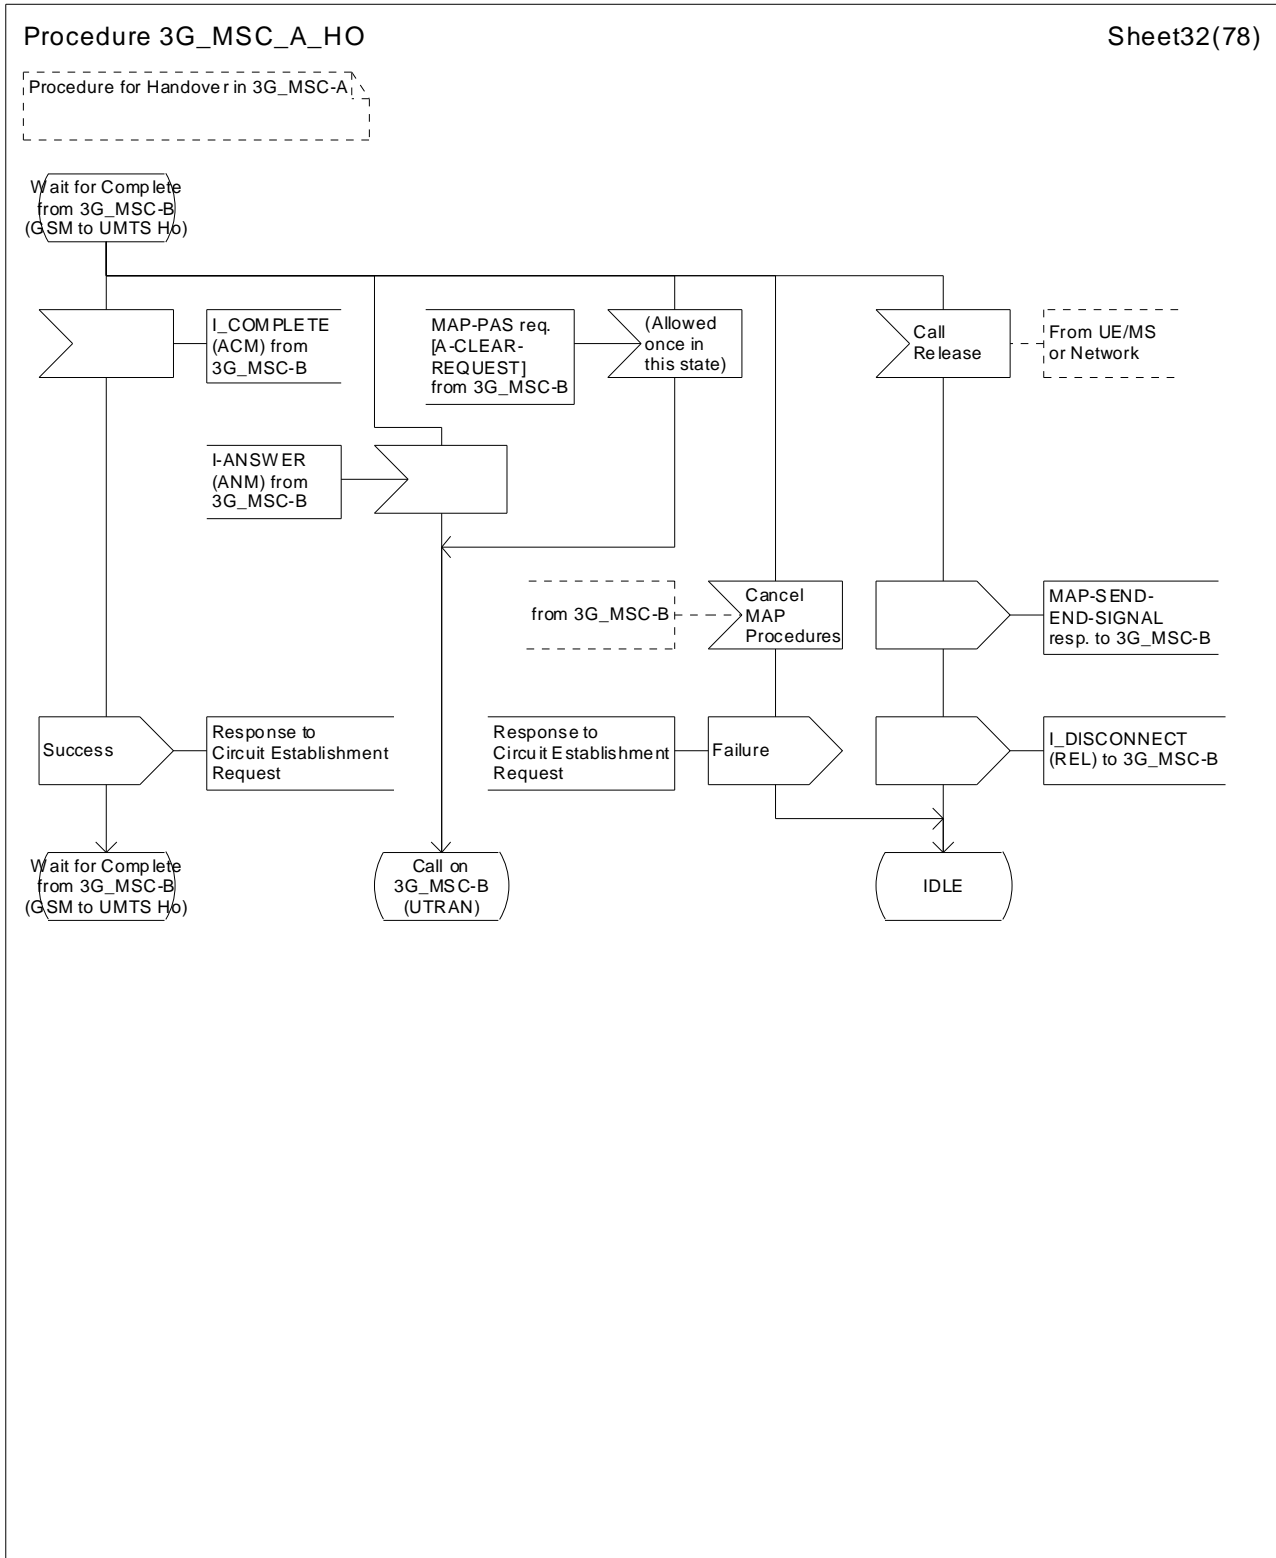 Procedure 3G_MSC_A_HO
Sheet32(78)
Procedure for Handover in 3G_MSC-A
Wait for Complete
from 3G_MSC-B
(GSM to UMTS Ho)
I_COMPLETE
(ACM) from
3G_MSC-B
MAP-PAS req.
[A-CLEAR-
REQUEST]
from 3G_MSC-B
(Allowed
once in
this state)
Call
Release
From UE/MS
or Network
I-ANSWER
(ANM) from
3G_MSC-B
from 3G_MSC-B
Cancel
MAP
Procedures
MAP-SEND-
END-SIGNAL
resp. to 3G_MSC-B
Success
Response to
Circuit Establishment
Request
Response to
Circuit Establishment
Request
Failure
I_DISCONNECT
(REL) to 3G_MSC-B
Wait for Complete
from 3G_MSC-B
(GSM to UMTS Ho)
Call on
3G_MSC-B
(UTRAN)
IDLE